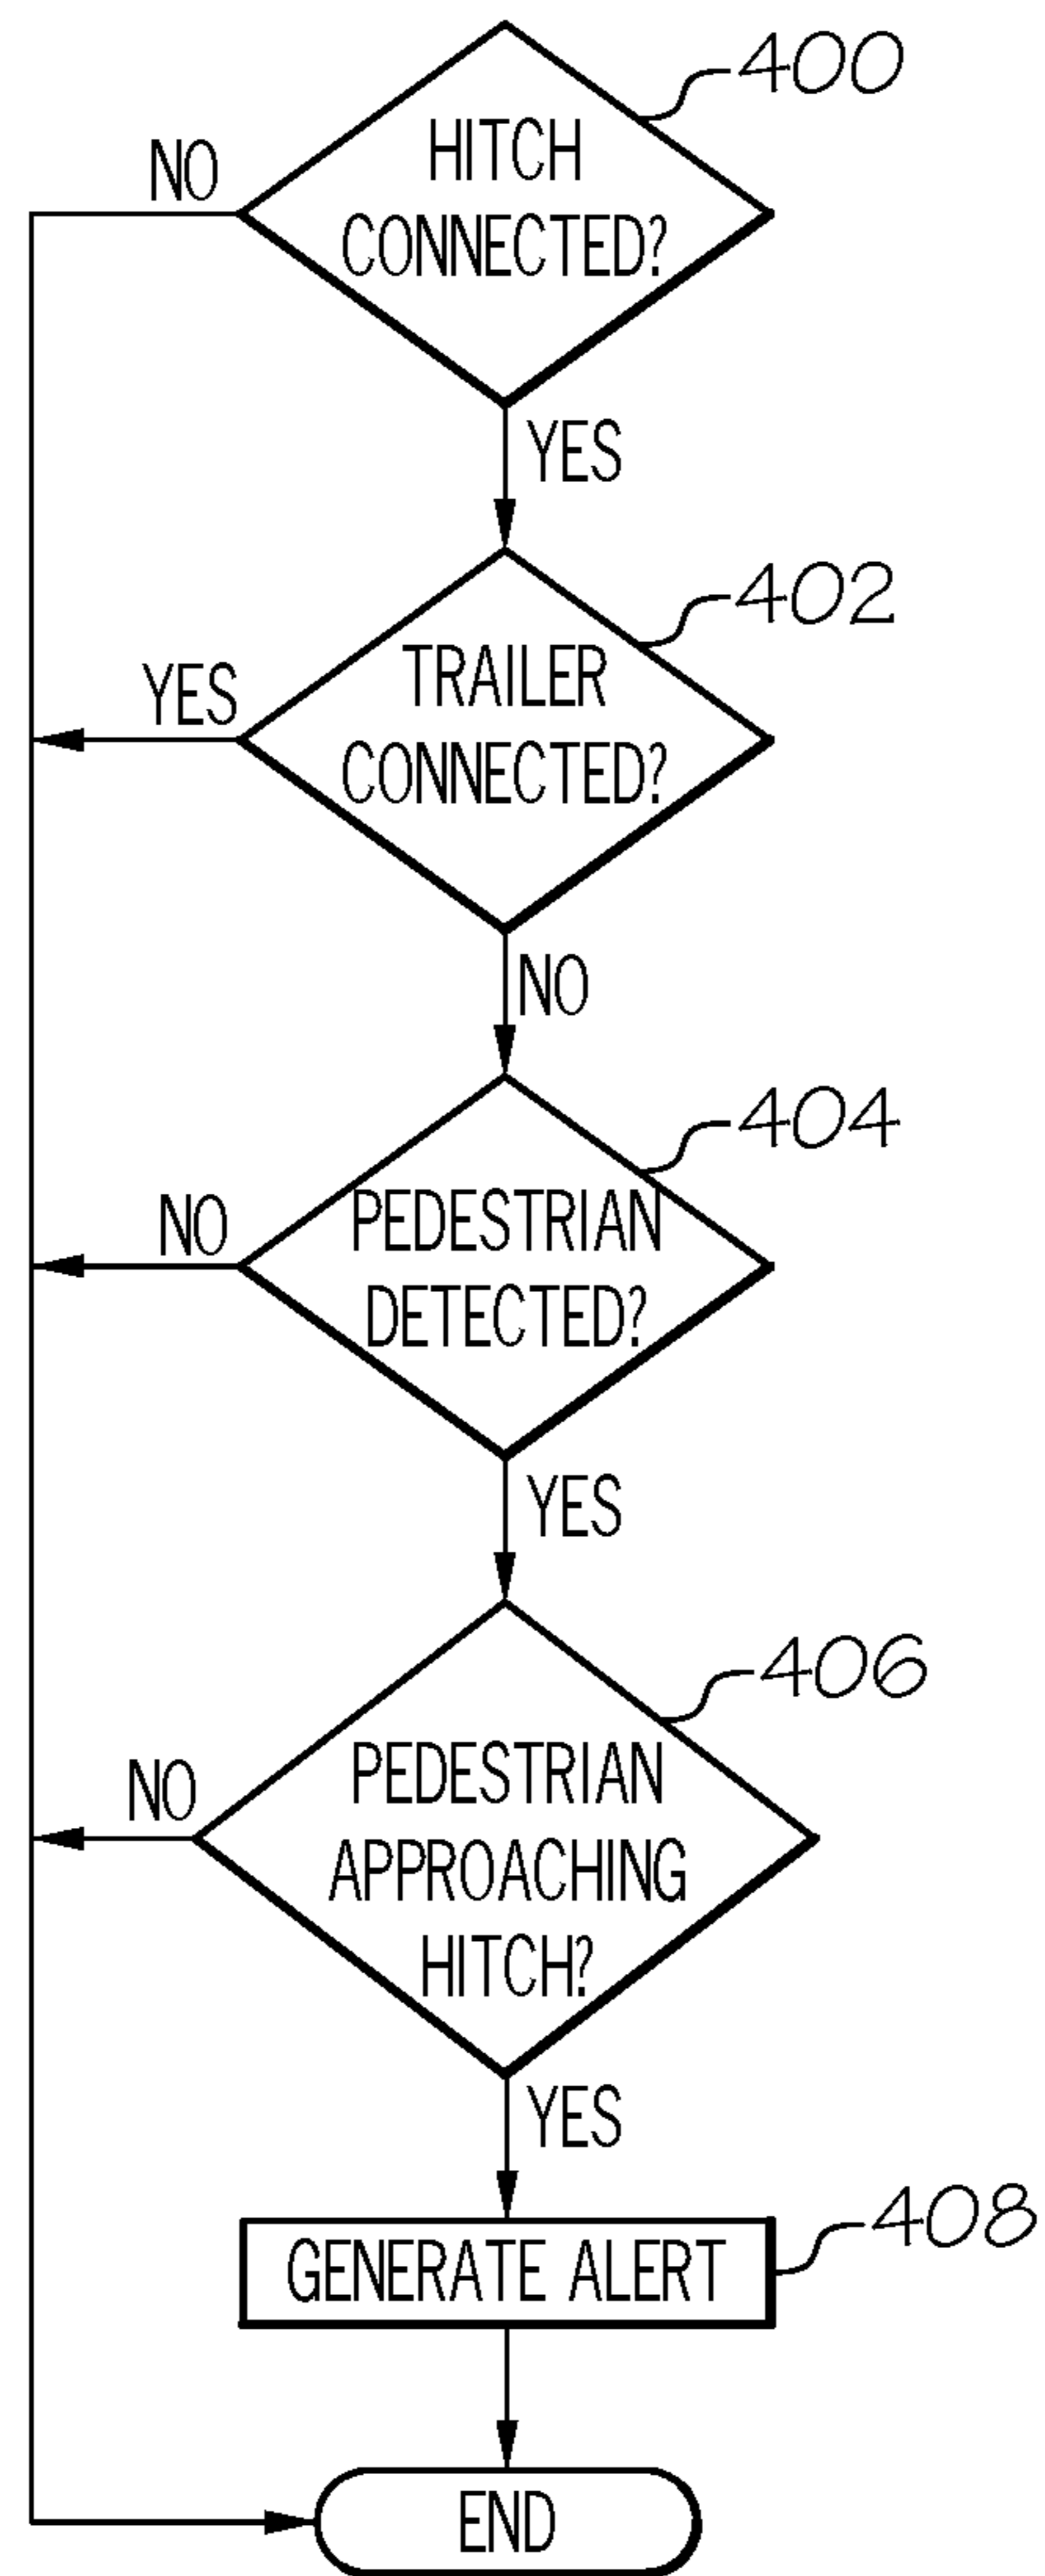 400
HITCH
CONNECTED?
NO
YES
402
TRAILER
CONNECTED?
YES
NO
404
PEDESTRIAN
DETECTED?
NO
YES
406
PEDESTRIAN
APPROACHING
HITCH?
NO
YES
408
GENERATE ALERT
END